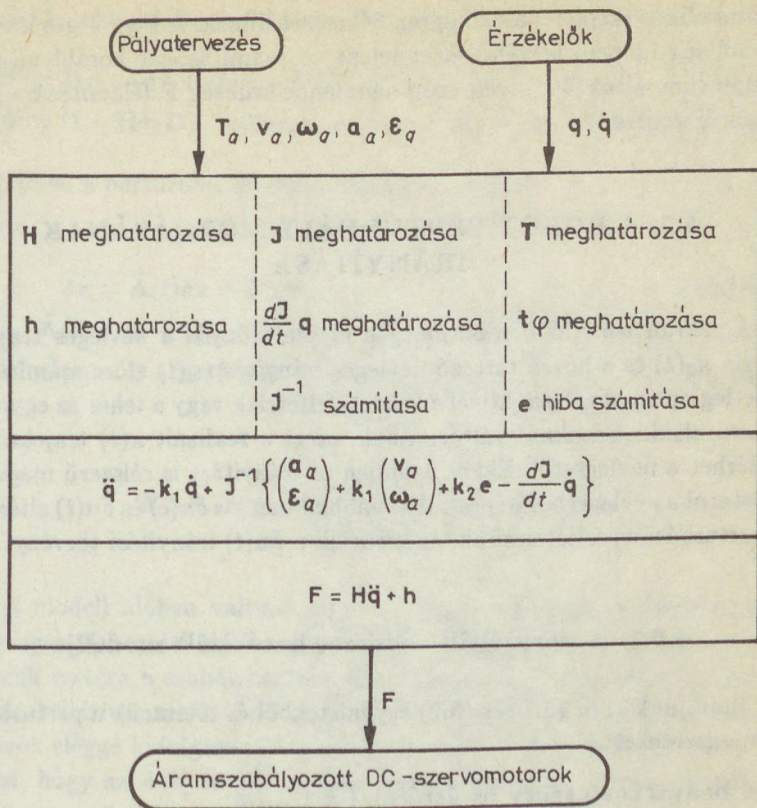 Pályatervezés
Érzékelők
T_a, v_a, ω_a, a_a, ε_a
q, q̇
H meghatározása
J meghatározása
T meghatározása
h meghatározása
dJ/dt q meghatározása
tφ meghatározása
J⁻¹ számítása
e hiba számítása
q̈ = -k₁q̇ + J⁻¹{(a_a ε_a) + k₁(v_a ω_a) + k₂e - dJ/dt q̇}
F = Hq̈ + h
F
Áramszabályozott DC-szervomotorok